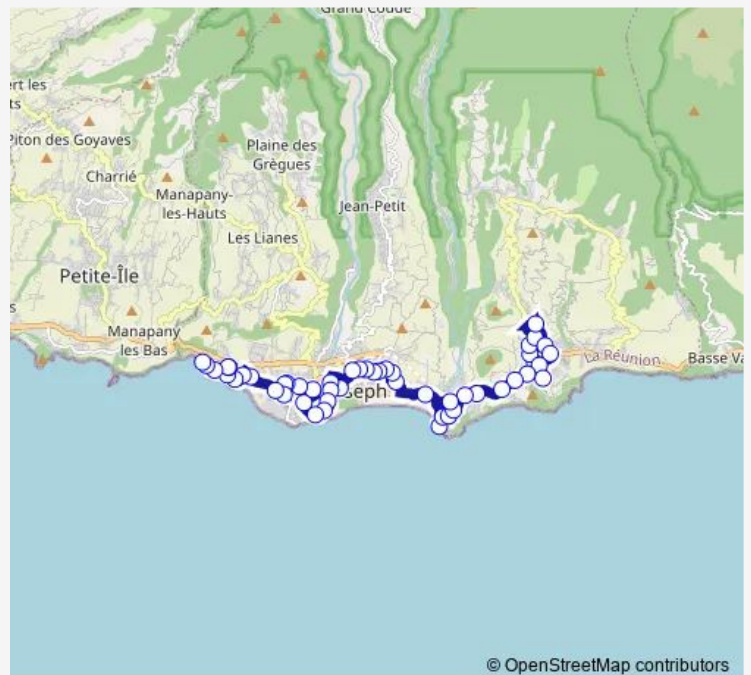 Grand Coude
ert les
ts
Piton des Goyaves
Plaine des
Grègues
Charrié
Manapany-
les-Hauts
Jean-Petit
Les Lianes
Petite-Île
s
Manapany
les Bas
La Réunion
Basse Va
seph
© OpenStreetMap contributors